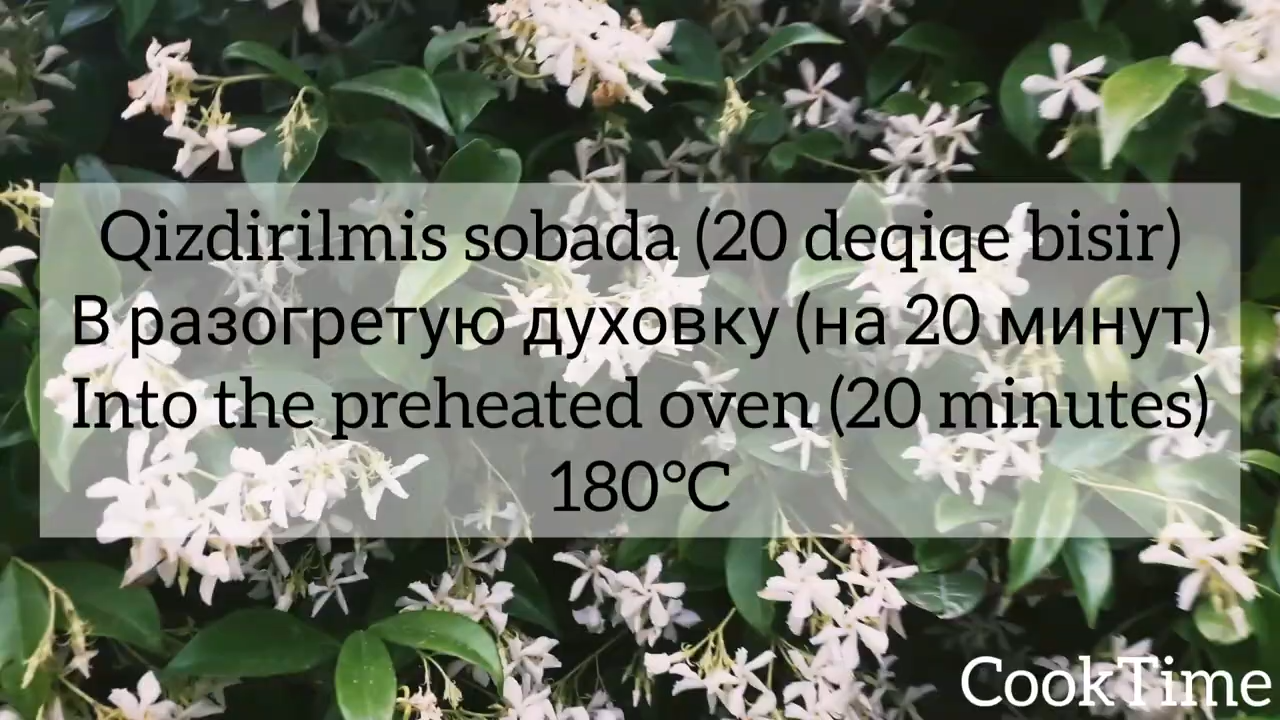 Qizdirilmis sobada (20 deqiqe bisir)
В разогретую духовку (на 20 минут)
Into the preheated oven (20 minutes)
180°C
CookTime